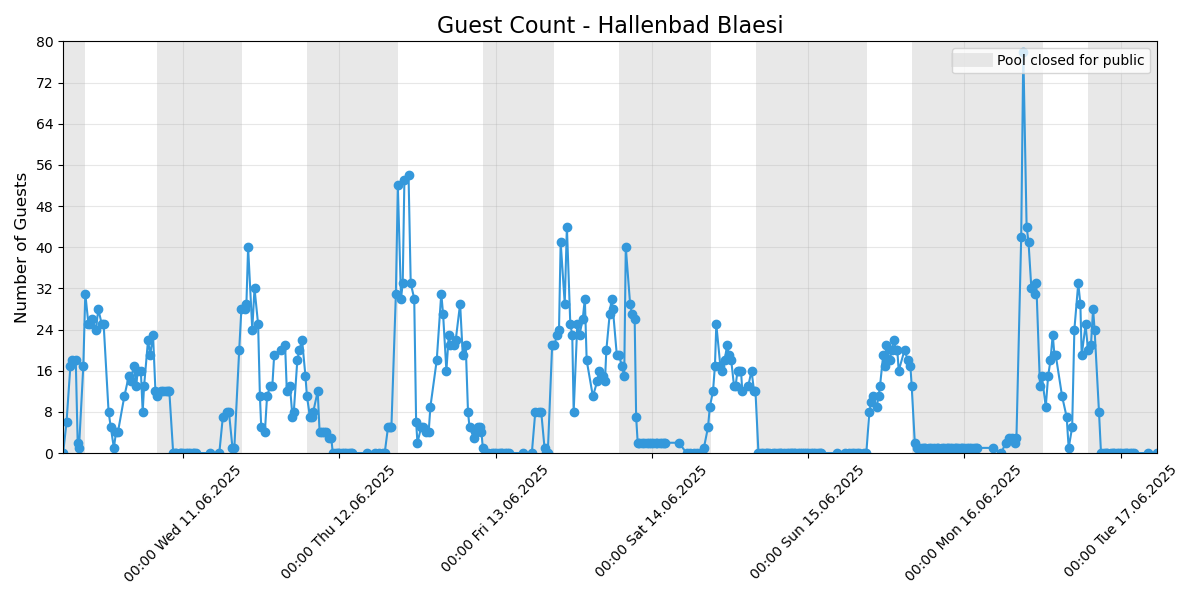 Guest Count - Hallenbad Blaesi
Pool closed for public
Number of Guests
80
72
64
56
48
40
32
24
16
8
0
00:00 Wed 11.06.2025
00:00 Thu 12.06.2025
00:00 Fri 13.06.2025
00:00 Sat 14.06.2025
00:00 Sun 15.06.2025
00:00 Mon 16.06.2025
00:00 Tue 17.06.2025